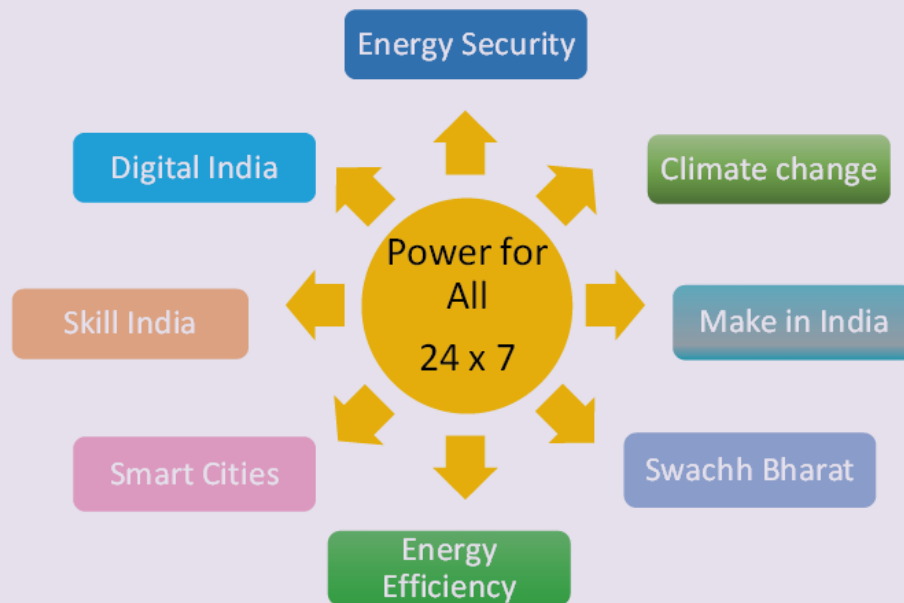 Energy Security
Digital India
Climate change
Power for
All
24 x 7
Skill India
Make in India
Smart Cities
Swachh Bharat
Energy
Efficiency